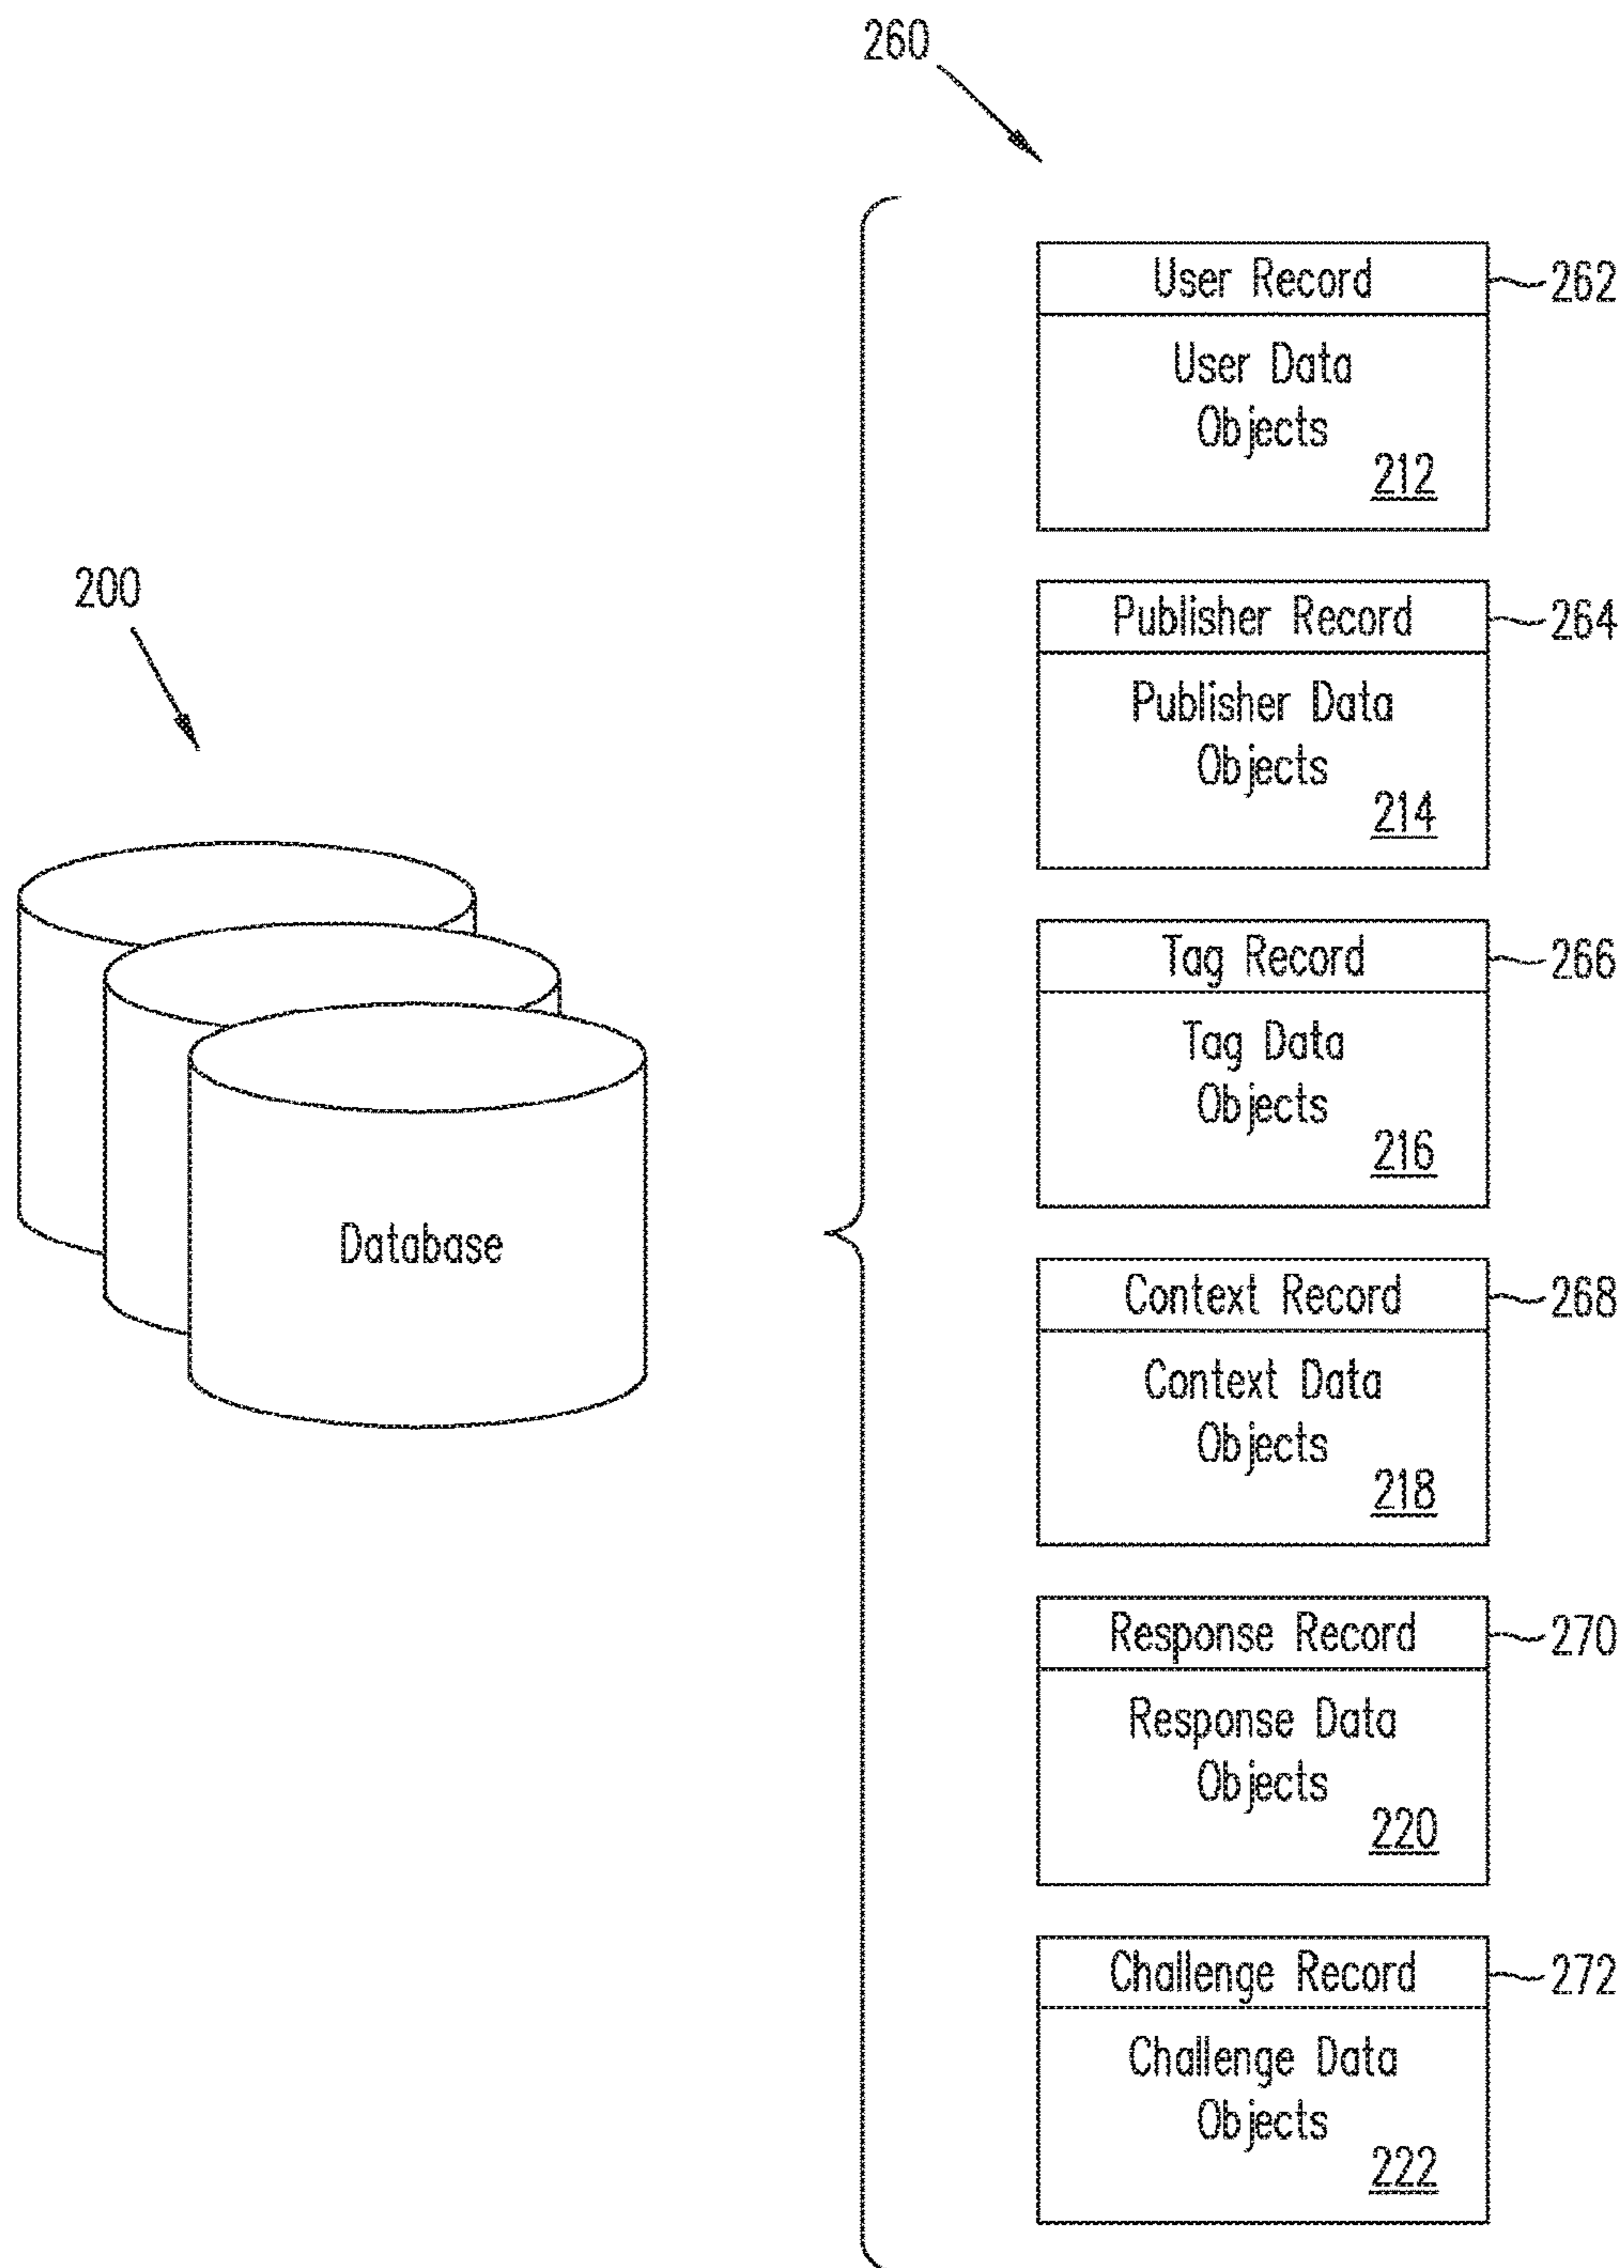 260
User Record
262
User Data
Objects
212
200
Publisher Record
264
Publisher Data
Objects
214
Tag Record
266
Tag Data
Objects
216
Database
Context Record
268
Context Data
Objects
218
Response Record
270
Response Data
Objects
220
Challenge Record
272
Challenge Data
Objects
222